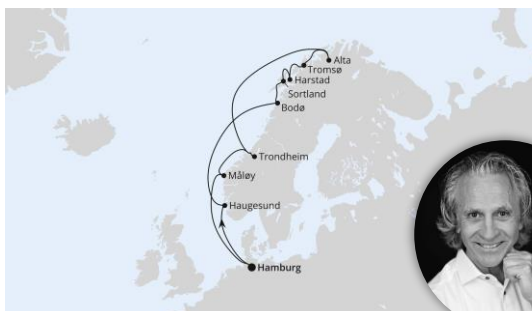 Alta
Tromsø
Harstad
Sortland
Bodø
Trondheim
Måløy
Haugesund
Hamburg